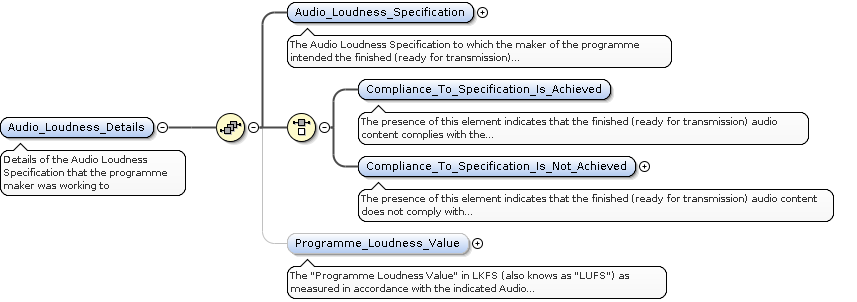 Audio_Loudness_Specification
The Audio Loudness Specification to which the maker of the programme
intended the finished (ready for transmission)...
Compliance_To_Specification_Is_Achieved
The presence of this element indicates that the finished (ready for transmission) audio
content complies with the...
Audio_Loudness_Details
Details of the Audio Loudness
Specification that the programme
maker was working to
Compliance_To_Specification_Is_Not_Achieved
The presence of this element indicates that the finished (ready for transmission) audio content
does not comply with...
Programme_Loudness_Value
The "Programme Loudness Value" in LKFS (also knows as "LUFS") as
measured in accordance with the indicated Audio...